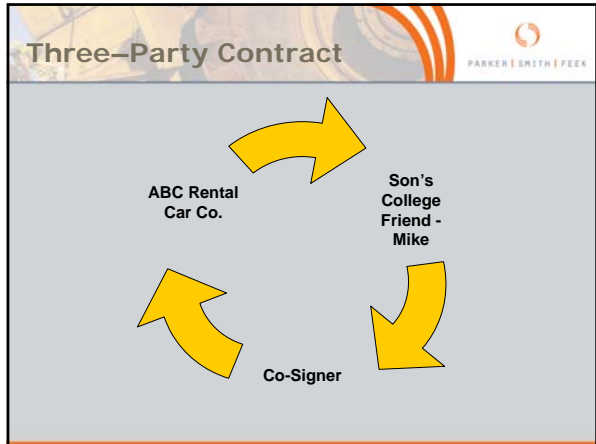 Three–Party Contract
PARKER | SMITH | FEEK
ABC Rental
Car Co.
Son's
College
Friend -
Mike
Co-Signer